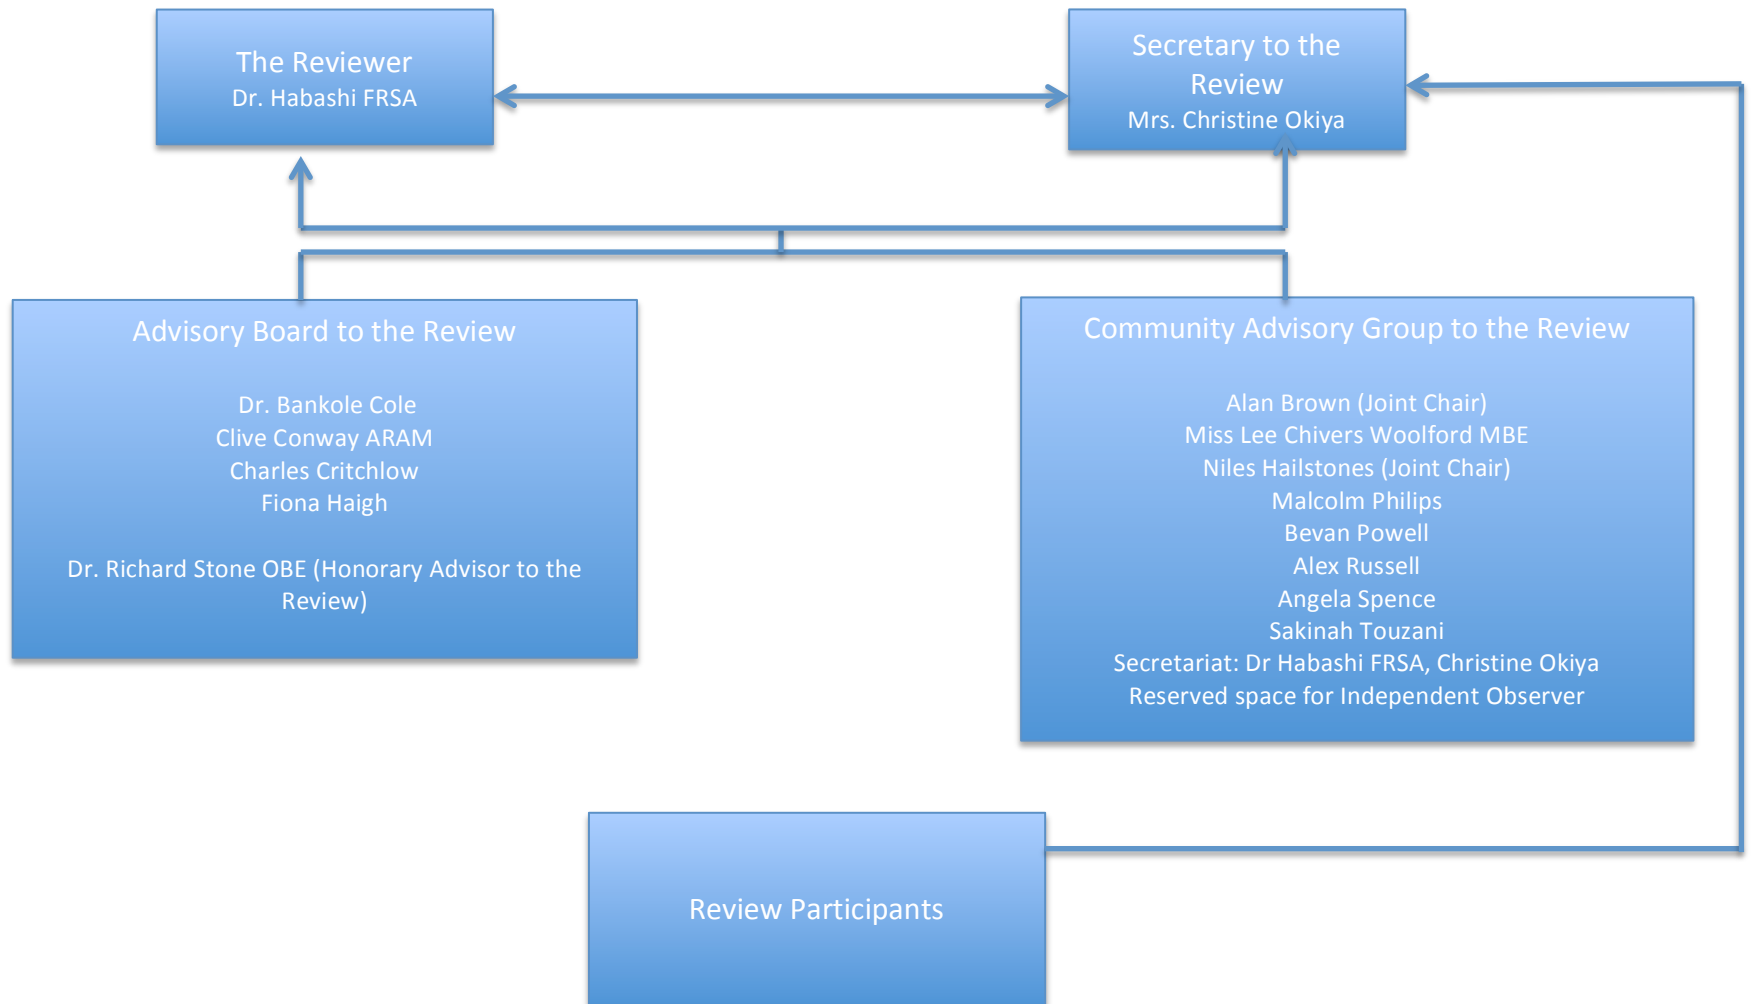 The Reviewer
Dr. Habashi FRSA
Secretary to the
Review
Mrs. Christine Okiya
Advisory Board to the Review
Dr. Bankole Cole
Clive Conway ARAM
Charles Critchlow
Fiona Haigh
Dr. Richard Stone OBE (Honorary Advisor to the
Review)
Community Advisory Group to the Review
Alan Brown (Joint Chair)
Miss Lee Chivers Woolford MBE
Niles Hailstones (Joint Chair)
Malcolm Philips
Bevan Powell
Alex Russell
Angela Spence
Sakinah Touzani
Secretariat: Dr Habashi FRSA, Christine Okiya
Reserved space for Independent Observer
Review Participants